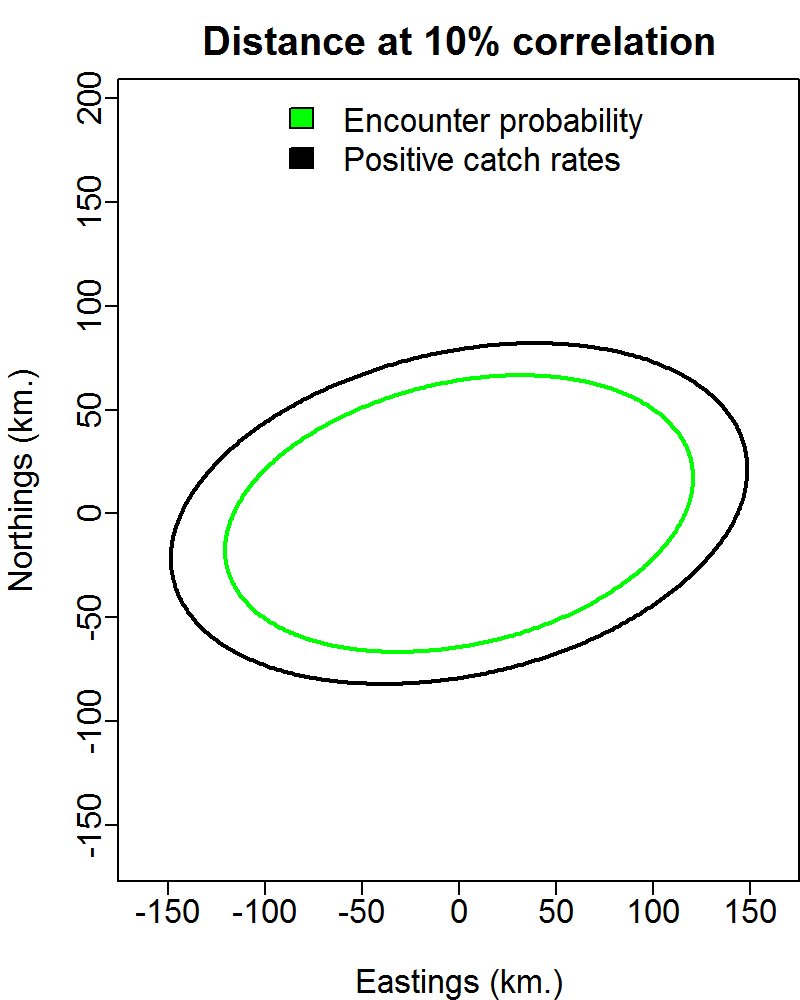 Distance at 10% correlation
Encounter probability
Positive catch rates
200
150
100
50
0
-50
-100
-150
Northings (km.)
-150 -100 -50 0 50 100 150
Eastings (km.)